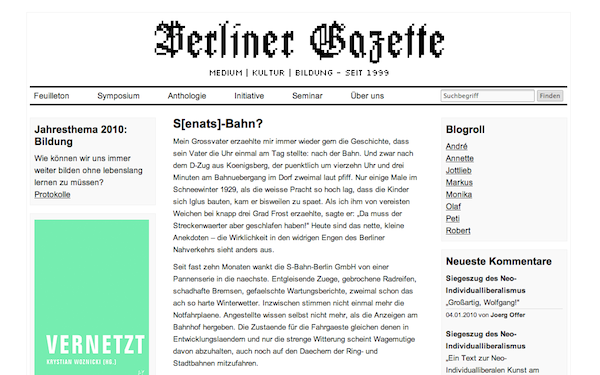 Berliner Gazette
MEDIUM | KULTUR | BILDUNG – SEIT 1999
Feuilleton Symposium Anthologie Initiative Seminar Über uns Suchbegriff Finden
Jahresthema 2010:
Bildung
Wie können wir uns immer
weiter bilden ohne lebenslang
lernen zu müssen?
Protokolle
VERNETZT
KRYSTIAN WOZNICKI [HG.]
S[enats]-Bahn?
Mein Grossvater erzaehlte mir immer wieder gern die Geschichte, dass
sein Vater die Uhr einmal am Tag stellte: nach der Bahn. Und zwar nach
dem D-Zug aus Koenigsberg, der puenktlich um vierzehn Uhr und drei
Minuten am Bahnuebergang im Dorf zweimal laut pfiff. Nur einige Male im
Schneewinter 1929, als die weisse Pracht so hoch lag, dass die Kinder
sich Iglus bauten, kam er bisweilen zu spaet. Als ich ihm von vereisten
Weichen bei knapp drei Grad Frost erzaehlte, sagte er: „Da muss der
Streckenwaerter aber geschlafen haben!" Heute sind das nette, kleine
Anekdoten – die Wirklichkeit in den widrigen Engen des Berliner
Nahverkehrs sieht anders aus.
Seit fast zehn Monaten wankt die S-Bahn-Berlin GmbH von einer
Pannenserie in die naechste. Entgleisende Zuege, gebrochene Radreifen,
schadhafte Bremsen, gefaelschte Wartungsberichte, zweimal schon das
ach so harte Winterwetter. Inzwischen stimmen nicht einmal mehr die
Notfahrplaene. Angestellte wissen selbst nicht mehr, als die Anzeigen am
Bahnhof hergeben. Die Zustaende für die Fahrgaeste gleichen denen in
Entwicklungslaendern und nur die strenge Witterung scheint Wagemutige
davon abzuhalten, auch noch auf den Daechern der Ring- und
Stadtbahnen mitzufahren.
Blogroll
André
Annette
Jottlieb
Markus
Monika
Olaf
Peti
Robert
Neueste Kommentare
Siegeszug des Neo-
Individualliberalismus
„Großartig, Wolfgang!"
04.01.2010 von Joerg Offer
Siegeszug des Neo-
Individualliberalismus
„Ein Text zur Neo-
Individualliberalen Kunst am